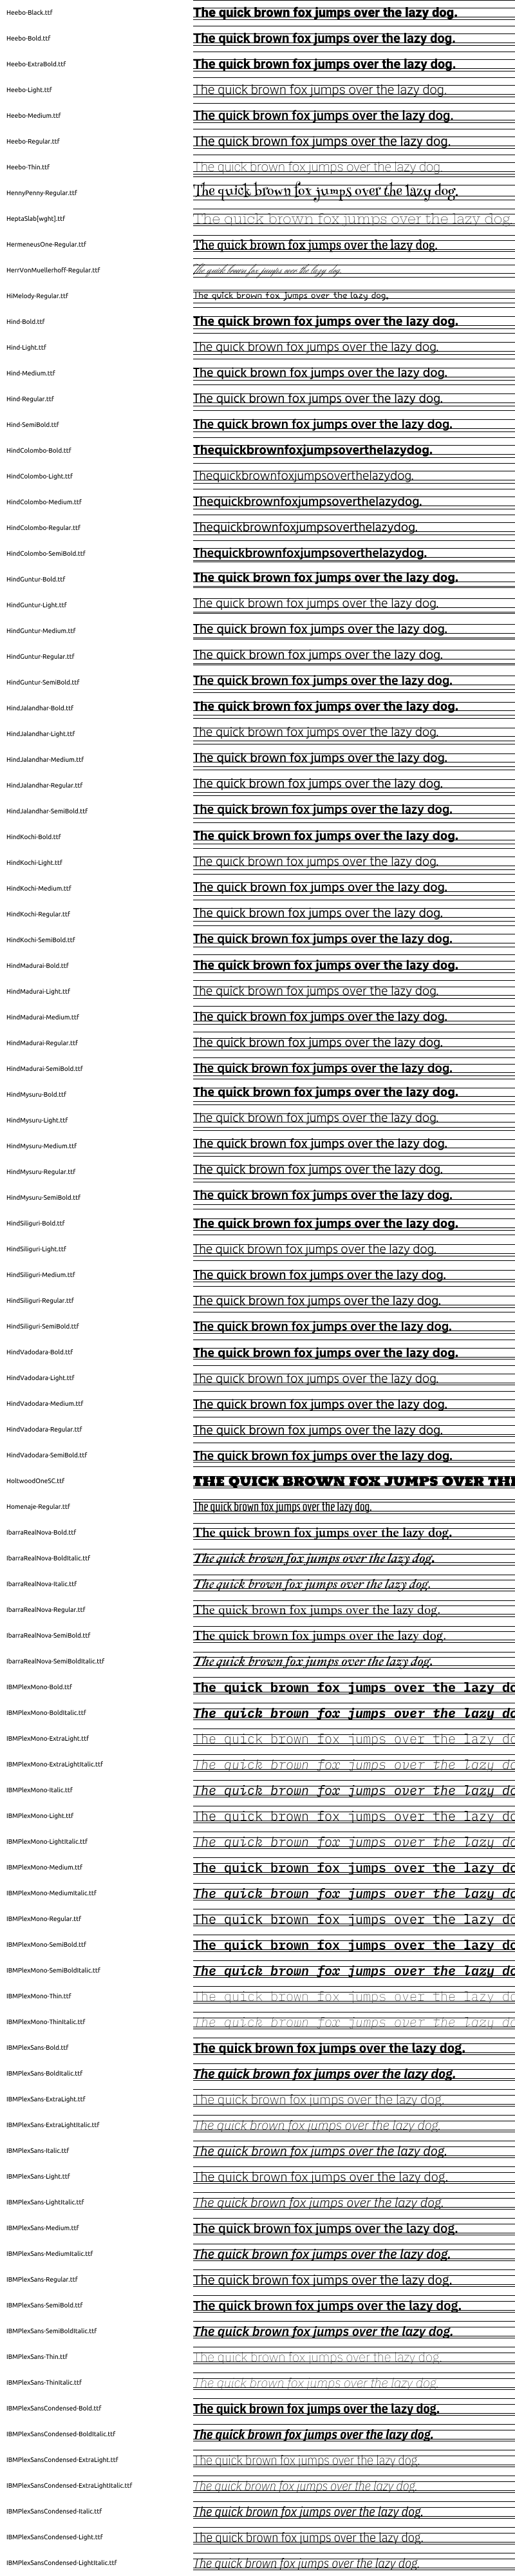 Heebo-Black.ttf The quick brown fox jumps over the lazy dog.
Heebo-Bold.ttf The quick brown fox jumps over the lazy dog.
Heebo-ExtraBold.ttf The quick brown fox jumps over the lazy dog.
Heebo-Light.ttf The quick brown fox jumps over the lazy dog.
Heebo-Medium.ttf The quick brown fox jumps over the lazy dog.
Heebo-Regular.ttf The quick brown fox jumps over the lazy dog.
Heebo-Thin.ttf The quick brown fox jumps over the lazy dog.
HennyPenny-Regular.ttf The quick brown fox jumps over the lazy dog.
HeptaSlab[wght].ttf The quick brown fox jumps over the lazy dog.
HermeneusOne-Regular.ttf The quick brown fox jumps over the lazy dog.
HerrVonMuellerhoff-Regular.ttf The quick brown fox jumps over the lazy dog.
HiMelody-Regular.ttf The quick brown fox jumps over the lazy dog.
Hind-Bold.ttf The quick brown fox jumps over the lazy dog.
Hind-Light.ttf The quick brown fox jumps over the lazy dog.
Hind-Medium.ttf The quick brown fox jumps over the lazy dog.
Hind-Regular.ttf The quick brown fox jumps over the lazy dog.
Hind-SemiBold.ttf The quick brown fox jumps over the lazy dog.
HindColombo-Bold.ttf Thequickbrownfoxjumpsoverthelazydog.
HindColombo-Light.ttf Thequickbrownfoxjumpsoverthelazydog.
HindColombo-Medium.ttf Thequickbrownfoxjumpsoverthelazydog.
HindColombo-Regular.ttf Thequickbrownfoxjumpsoverthelazydog.
HindColombo-SemiBold.ttf Thequickbrownfoxjumpsoverthelazydog.
HindGuntur-Bold.ttf The quick brown fox jumps over the lazy dog.
HindGuntur-Light.ttf The quick brown fox jumps over the lazy dog.
HindGuntur-Medium.ttf The quick brown fox jumps over the lazy dog.
HindGuntur-Regular.ttf The quick brown fox jumps over the lazy dog.
HindGuntur-SemiBold.ttf The quick brown fox jumps over the lazy dog.
HindJalandhar-Bold.ttf The quick brown fox jumps over the lazy dog.
HindJalandhar-Light.ttf The quick brown fox jumps over the lazy dog.
HindJalandhar-Medium.ttf The quick brown fox jumps over the lazy dog.
HindJalandhar-Regular.ttf The quick brown fox jumps over the lazy dog.
HindJalandhar-SemiBold.ttf The quick brown fox jumps over the lazy dog.
HindKochi-Bold.ttf The quick brown fox jumps over the lazy dog.
HindKochi-Light.ttf The quick brown fox jumps over the lazy dog.
HindKochi-Medium.ttf The quick brown fox jumps over the lazy dog.
HindKochi-Regular.ttf The quick brown fox jumps over the lazy dog.
HindKochi-SemiBold.ttf The quick brown fox jumps over the lazy dog.
HindMadurai-Bold.ttf The quick brown fox jumps over the lazy dog.
HindMadurai-Light.ttf The quick brown fox jumps over the lazy dog.
HindMadurai-Medium.ttf The quick brown fox jumps over the lazy dog.
HindMadurai-Regular.ttf The quick brown fox jumps over the lazy dog.
HindMadurai-SemiBold.ttf The quick brown fox jumps over the lazy dog.
HindMysuru-Bold.ttf The quick brown fox jumps over the lazy dog.
HindMysuru-Light.ttf The quick brown fox jumps over the lazy dog.
HindMysuru-Medium.ttf The quick brown fox jumps over the lazy dog.
HindMysuru-Regular.ttf The quick brown fox jumps over the lazy dog.
HindMysuru-SemiBold.ttf The quick brown fox jumps over the lazy dog.
HindSiliguri-Bold.ttf The quick brown fox jumps over the lazy dog.
HindSiliguri-Light.ttf The quick brown fox jumps over the lazy dog.
HindSiliguri-Medium.ttf The quick brown fox jumps over the lazy dog.
HindSiliguri-Regular.ttf The quick brown fox jumps over the lazy dog.
HindSiliguri-SemiBold.ttf The quick brown fox jumps over the lazy dog.
HindVadodara-Bold.ttf The quick brown fox jumps over the lazy dog.
HindVadodara-Light.ttf The quick brown fox jumps over the lazy dog.
HindVadodara-Medium.ttf The quick brown fox jumps over the lazy dog.
HindVadodara-Regular.ttf The quick brown fox jumps over the lazy dog.
HindVadodara-SemiBold.ttf The quick brown fox jumps over the lazy dog.
HoltwoodOneSC.ttf THE QUICK BROWN FOX JUMPS OVER THE
Homenaje-Regular.ttf The quick brown fox jumps over the lazy dog.
IbarraRealNova-Bold.ttf The quick brown fox jumps over the lazy dog.
IbarraRealNova-BoldItalic.ttf The quick brown fox jumps over the lazy dog.
IbarraRealNova-Italic.ttf The quick brown fox jumps over the lazy dog.
IbarraRealNova-Regular.ttf The quick brown fox jumps over the lazy dog.
IbarraRealNova-SemiBold.ttf The quick brown fox jumps over the lazy dog.
IbarraRealNova-SemiBoldItalic.ttf The quick brown fox jumps over the lazy dog.
IBMPlexMono-Bold.ttf The quick brown fox jumps over the lazy do
IBMPlexMono-BoldItalic.ttf The quick brown fox jumps over the lazy do
IBMPlexMono-ExtraLight.ttf The quick brown fox jumps over the lazy do
IBMPlexMono-ExtraLightItalic.ttf The quick brown fox jumps over the lazy do
IBMPlexMono-Italic.ttf The quick brown fox jumps over the lazy do
IBMPlexMono-Light.ttf The quick brown fox jumps over the lazy do
IBMPlexMono-LightItalic.ttf The quick brown fox jumps over the lazy do
IBMPlexMono-Medium.ttf The quick brown fox jumps over the lazy do
IBMPlexMono-MediumItalic.ttf The quick brown fox jumps over the lazy do
IBMPlexMono-Regular.ttf The quick brown fox jumps over the lazy do
IBMPlexMono-SemiBold.ttf The quick brown fox jumps over the lazy do
IBMPlexMono-SemiBoldItalic.ttf The quick brown fox jumps over the lazy do
IBMPlexMono-Thin.ttf The quick brown fox jumps over the lazy do
IBMPlexMono-ThinItalic.ttf The quick brown fox jumps over the lazy do
IBMPlexSans-Bold.ttf The quick brown fox jumps over the lazy dog.
IBMPlexSans-BoldItalic.ttf The quick brown fox jumps over the lazy dog.
IBMPlexSans-ExtraLight.ttf The quick brown fox jumps over the lazy dog.
IBMPlexSans-ExtraLightItalic.ttf The quick brown fox jumps over the lazy dog.
IBMPlexSans-Italic.ttf The quick brown fox jumps over the lazy dog.
IBMPlexSans-Light.ttf The quick brown fox jumps over the lazy dog.
IBMPlexSans-LightItalic.ttf The quick brown fox jumps over the lazy dog.
IBMPlexSans-Medium.ttf The quick brown fox jumps over the lazy dog.
IBMPlexSans-MediumItalic.ttf The quick brown fox jumps over the lazy dog.
IBMPlexSans-Regular.ttf The quick brown fox jumps over the lazy dog.
IBMPlexSans-SemiBold.ttf The quick brown fox jumps over the lazy dog.
IBMPlexSans-SemiBoldItalic.ttf The quick brown fox jumps over the lazy dog.
IBMPlexSans-Thin.ttf The quick brown fox jumps over the lazy dog.
IBMPlexSans-ThinItalic.ttf The quick brown fox jumps over the lazy dog.
IBMPlexSansCondensed-Bold.ttf The quick brown fox jumps over the lazy dog.
IBMPlexSansCondensed-BoldItalic.ttf The quick brown fox jumps over the lazy dog.
IBMPlexSansCondensed-ExtraLight.ttf The quick brown fox jumps over the lazy dog.
IBMPlexSansCondensed-ExtraLightItalic.ttf The quick brown fox jumps over the lazy dog.
IBMPlexSansCondensed-Italic.ttf The quick brown fox jumps over the lazy dog.
IBMPlexSansCondensed-Light.ttf The quick brown fox jumps over the lazy dog.
IBMPlexSansCondensed-LightItalic.ttf The quick brown fox jumps over the lazy dog.